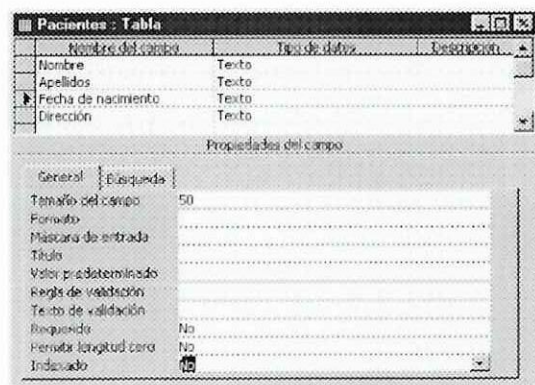 Pacientes : Tabla
Nombre del campo Tipo de datos Descripción
Nombre Texto
Apellidos Texto
Fecha de nacimiento Texto
Dirección Texto
Propiedades del campo
General Búsqueda
Tamaño del campo 50
Formato
Máscara de entrada
Título
Valor predeterminado
Regla de validación
Texto de validación
Requerido No
Permitir longitud cero No
Indexado No